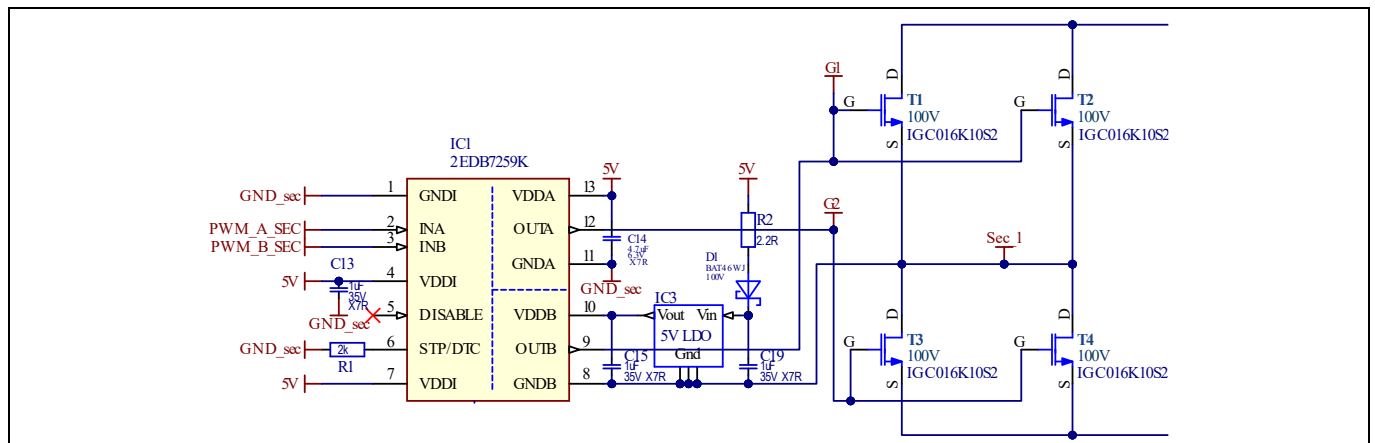 G1
D
D
G
T1
100V
IGC016K10S2
S
G
T2
100V
IGC016K10S2
S
IC1
2EDB7259K
GND_sec
1
GNDI
VDDA
13
5V
5V
PWM_A_SEC
2
INA
OUTA
12
G2
R2
2.2R
PWM_B_SEC
3
INB
C14
4.7uF
6.3V
X7R
Sec_1
C13
1uF
35V
X7R
GNDA
11
D1
BAT46WJ
100V
5V
4
VDDI
GND_sec
GND_sec
5
DISABLE
VDDB
10
IC3
Vout
Vin
5V LDO
Gnd
GND_sec
2k
R1
6
STP/DTC
OUTB
9
C15
1uF
35V X7R
C19
1uF
35V X7R
5V
7
VDDI
GNDB
8
D
D
G
T3
100V
IGC016K10S2
S
G
T4
100V
IGC016K10S2
S